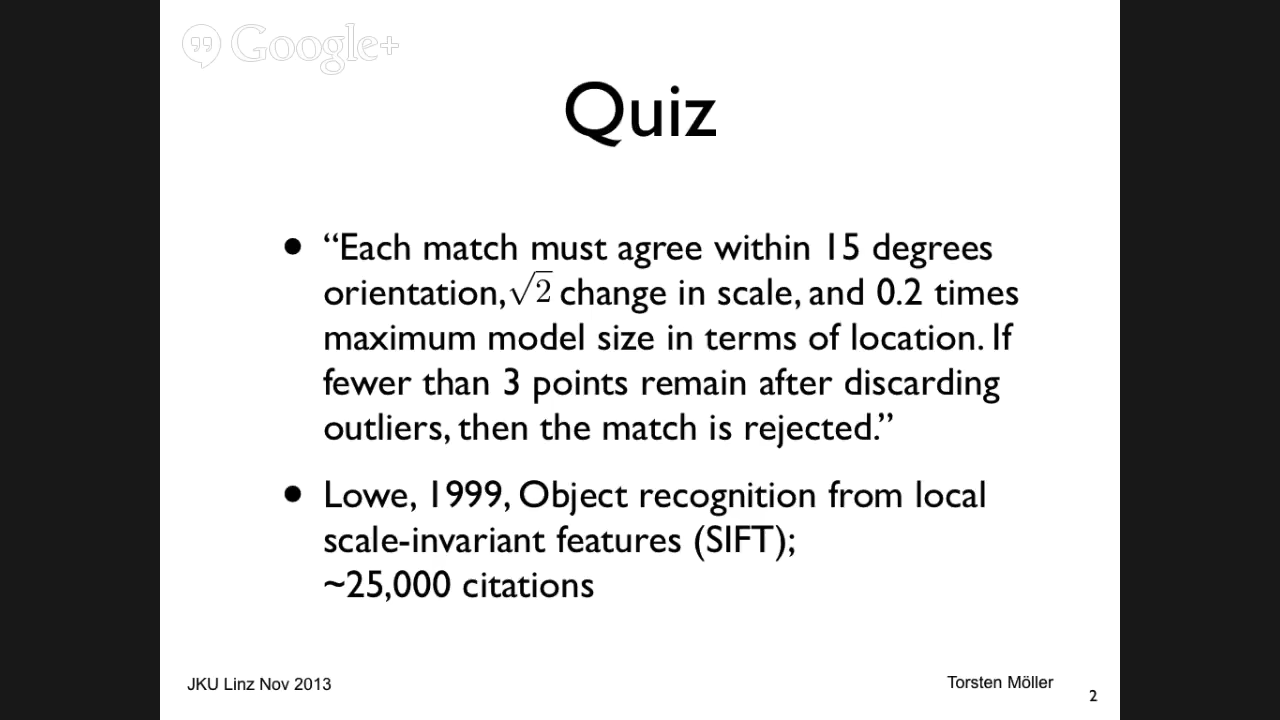 Google+
Quiz
• “Each match must agree within 15 degrees
orientation, √2 change in scale, and 0.2 times
maximum model size in terms of location. If
fewer than 3 points remain after discarding
outliers, then the match is rejected.”
• Lowe, 1999, Object recognition from local
scale-invariant features (SIFT);
~25,000 citations
JKU Linz Nov 2013
Torsten Möller
2